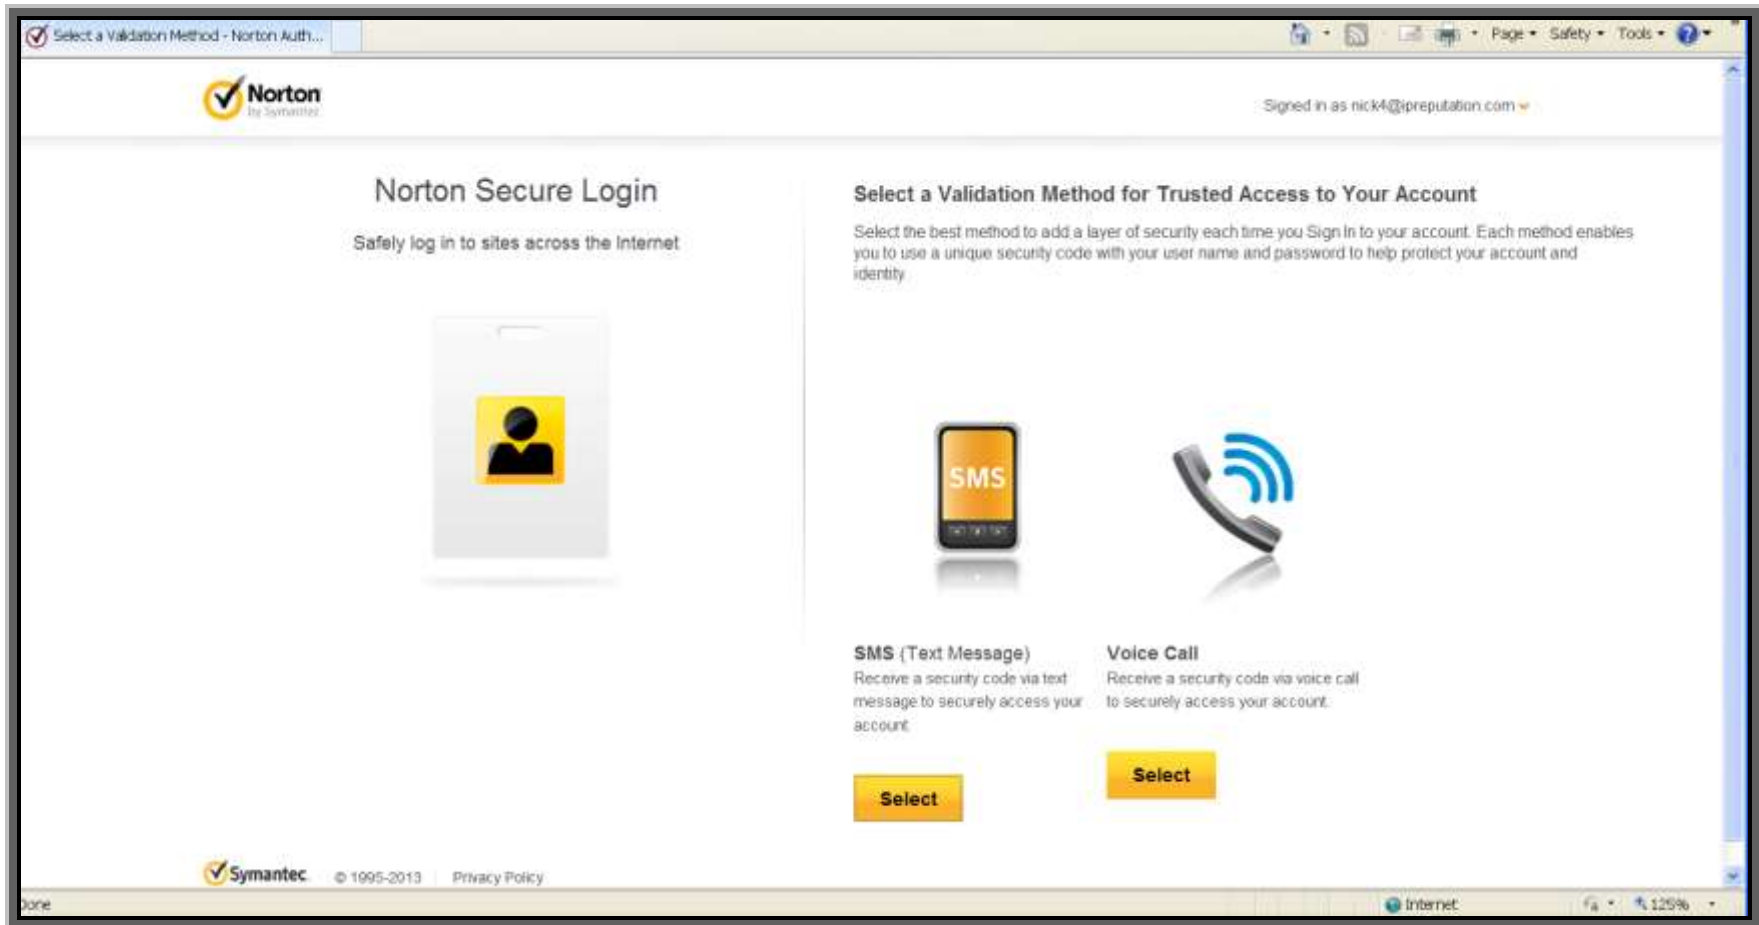 Select a Validation Method - Norton Auth...
Page
Safety
Tools
Norton
by Symantec
Signed in as nick4@ipreputation.com
Norton Secure Login
Safely log in to sites across the Internet
Select a Validation Method for Trusted Access to Your Account
Select the best method to add a layer of security each time you Sign In to your account. Each method enables
you to use a unique security code with your user name and password to help protect your account and
identity
SMS
SMS (Text Message)
Receive a security code via text
message to securely access your
account
Select
Voice Call
Receive a security code via voice call
to securely access your account.
Select
Symantec. © 1995-2013 Privacy Policy
Done
Internet
125%